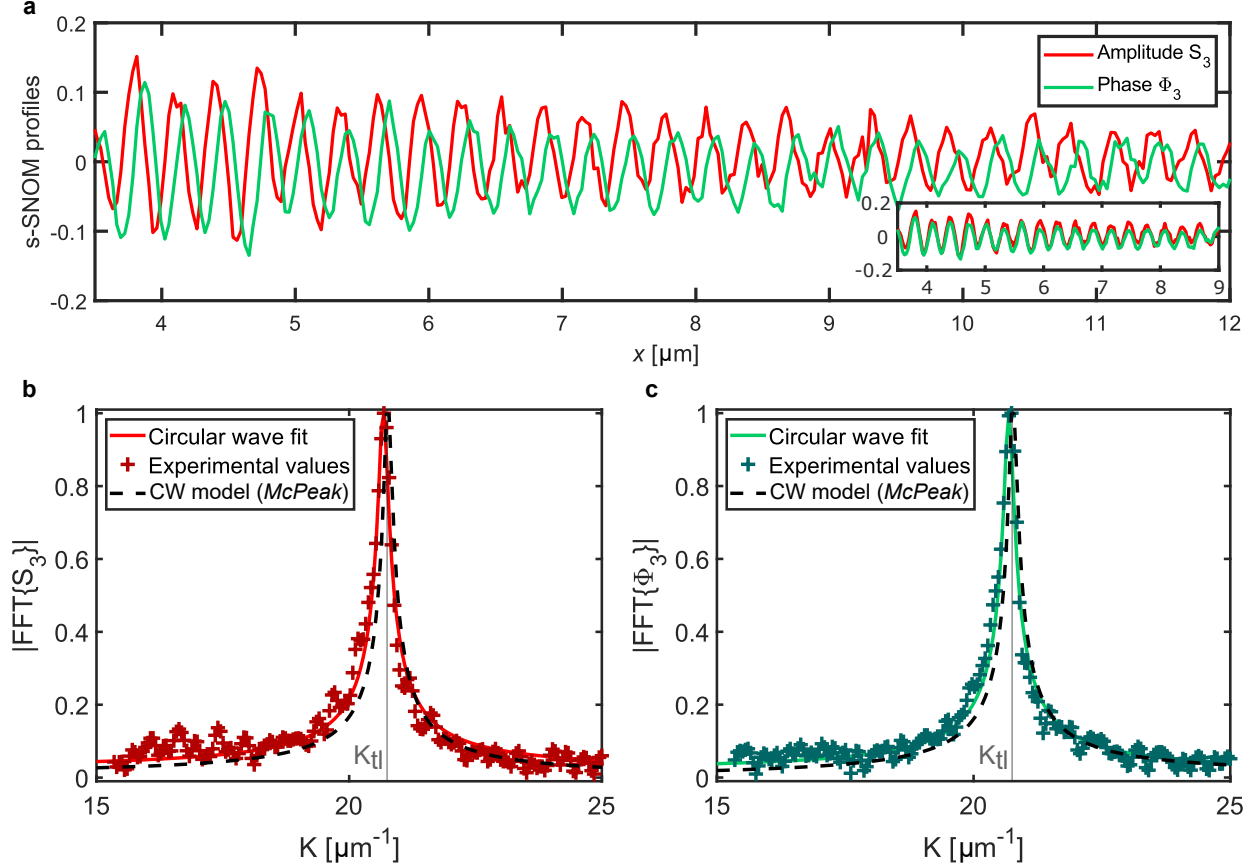 a
0.2
0.1
0
-0.1
-0.2
s-SNOM profiles
Amplitude S₃
Phase Φ₃
0.2
0
-0.2
4 5 6 7 8 9
4 5 6 7 8 9 10 11 12
x [µm]
b
1
0.8
0.6
0.4
0.2
0
|FFT{S₃}|
Circular wave fit
Experimental values
CW model (McPeak)
Ktl
15 20 25
K [µm⁻¹]
c
1
0.8
0.6
0.4
0.2
0
|FFT{Φ₃}|
Circular wave fit
Experimental values
CW model (McPeak)
Ktl
15 20 25
K [µm⁻¹]